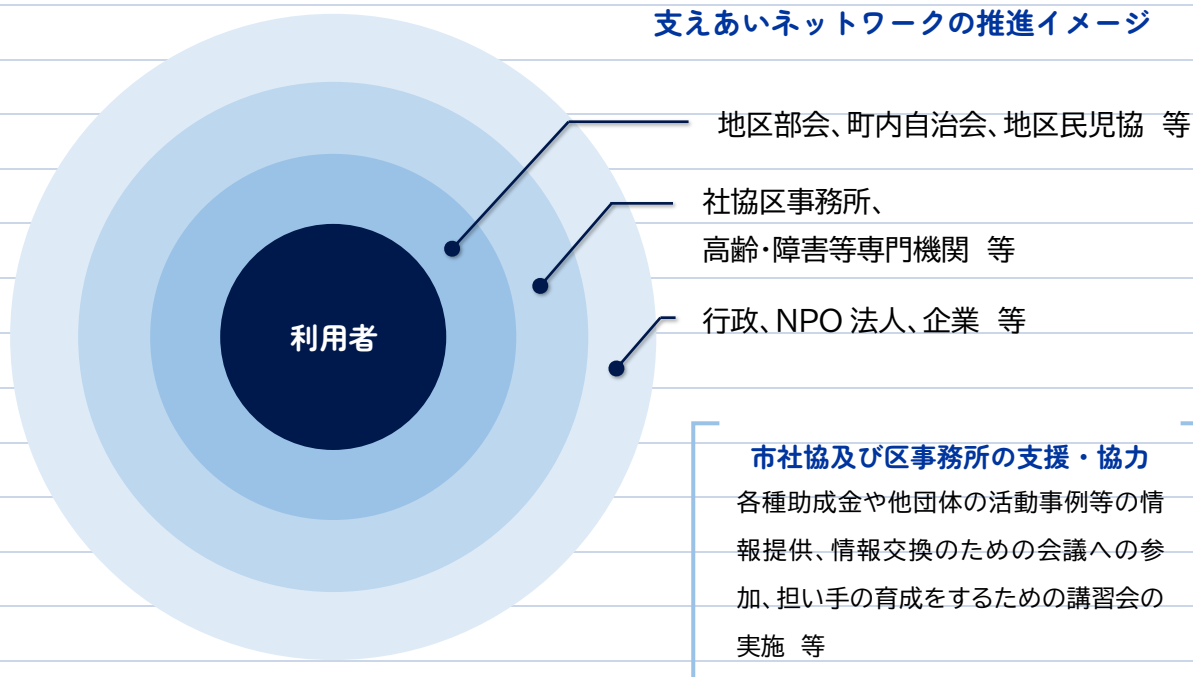 支えあいネットワークの推進イメージ
地区部会、町内自治会、地区民児協 等
社協区事務所、
高齢・障害等専門機関 等
利用者
行政、NPO 法人、企業 等
市社協及び区事務所の支援・協力
各種助成金や他団体の活動事例等の情
報提供、情報交換のための会議への参
加、担い手の育成をするための講習会の
実施 等